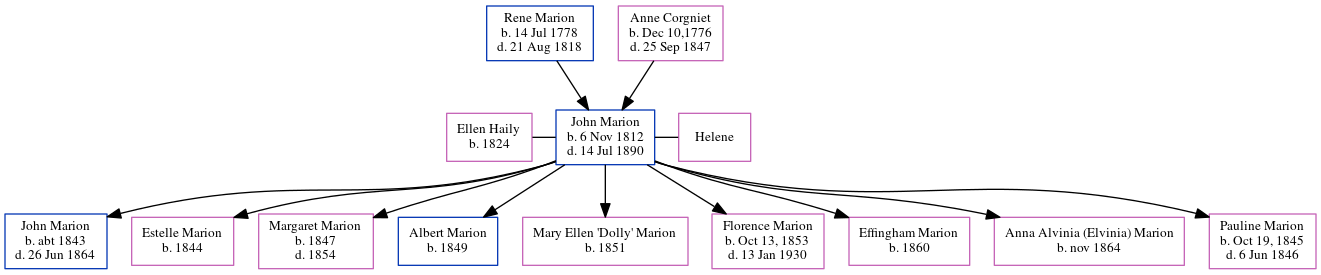 Rene Marion
b. 14 Jul 1778
d. 21 Aug 1818
Anne Corgniet
b. Dec 10,1776
d. 25 Sep 1847
Ellen Haily
b. 1824
John Marion
b. 6 Nov 1812
d. 14 Jul 1890
Helene
John Marion
b. abt 1843
d. 26 Jun 1864
Estelle Marion
b. 1844
Margaret Marion
b. 1847
d. 1854
Albert Marion
b. 1849
Mary Ellen 'Dolly' Marion
b. 1851
Florence Marion
b. Oct 13, 1853
d. 13 Jan 1930
Effingham Marion
b. 1860
Anna Alvinia (Elvinia) Marion
b. nov 1864
Pauline Marion
b. Oct 19, 1845
d. 6 Jun 1846